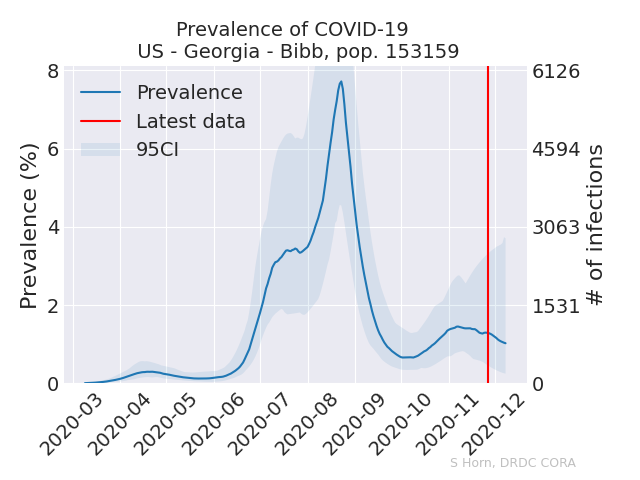 Prevalence of COVID-19
US - Georgia - Bibb, pop. 153159
Prevalence
Latest data
95CI
Prevalence (%)
8
6
4
2
0
6126
4594
3063
1531
0
# of infections
2020-03
2020-04
2020-05
2020-06
2020-07
2020-08
2020-09
2020-10
2020-11
2020-12
S Horn, DRDC CORA